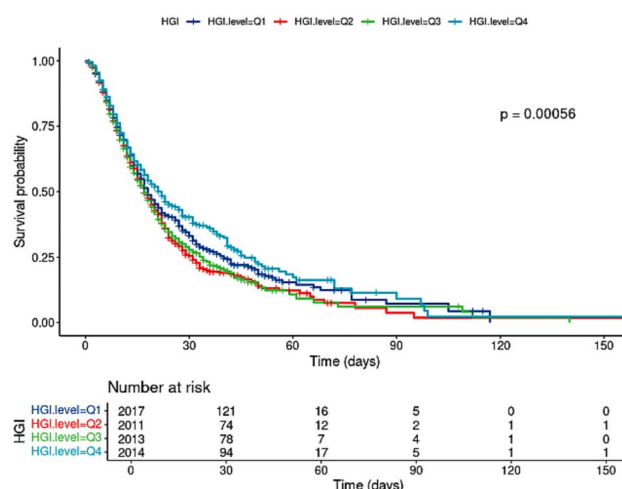 HGI HGI.level=Q1 HGI.level=Q2 HGI.level=Q3 HGI.level=Q4
1.00
0.75
0.50
0.25
0.00
Survival probability
p = 0.00056
0 30 60 90 120 150
Time (days)
Number at risk
HGI
HGI.level=Q1 2017 121 16 5 0 0
HGI.level=Q2 2011 74 12 2 1 1
HGI.level=Q3 2013 78 7 4 1 0
HGI.level=Q4 2014 94 17 5 1 1
0 30 60 90 120 150
Time (days)